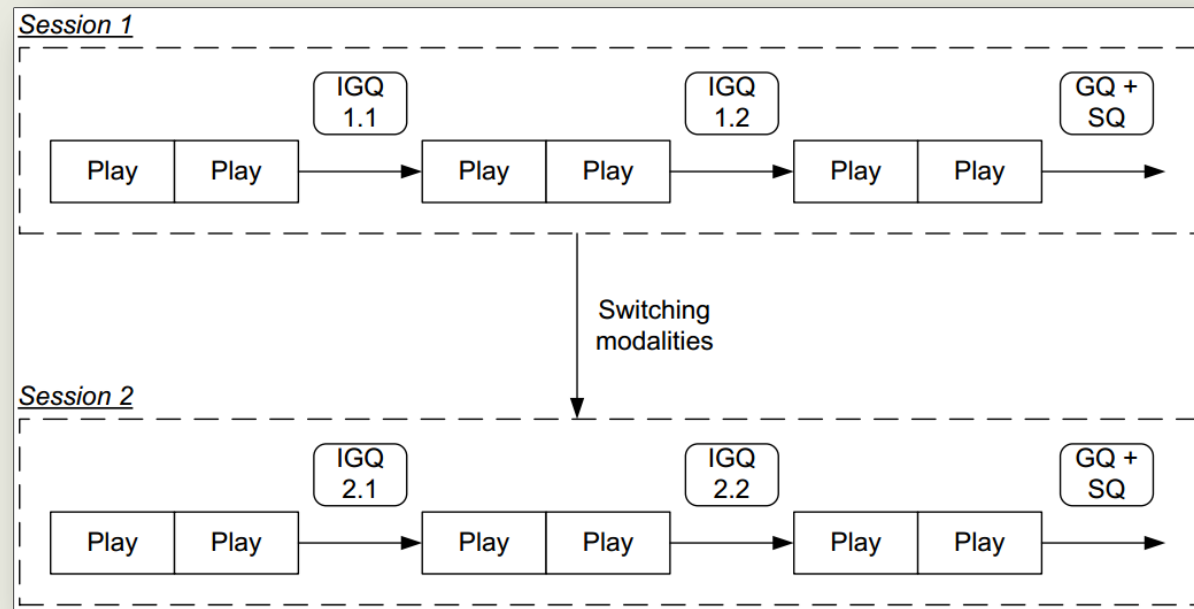 Session 1
IGQ
1.1
IGQ
1.2
GQ +
SQ
Play Play Play Play Play Play
Switching
modalities
Session 2
IGQ
2.1
IGQ
2.2
GQ +
SQ
Play Play Play Play Play Play